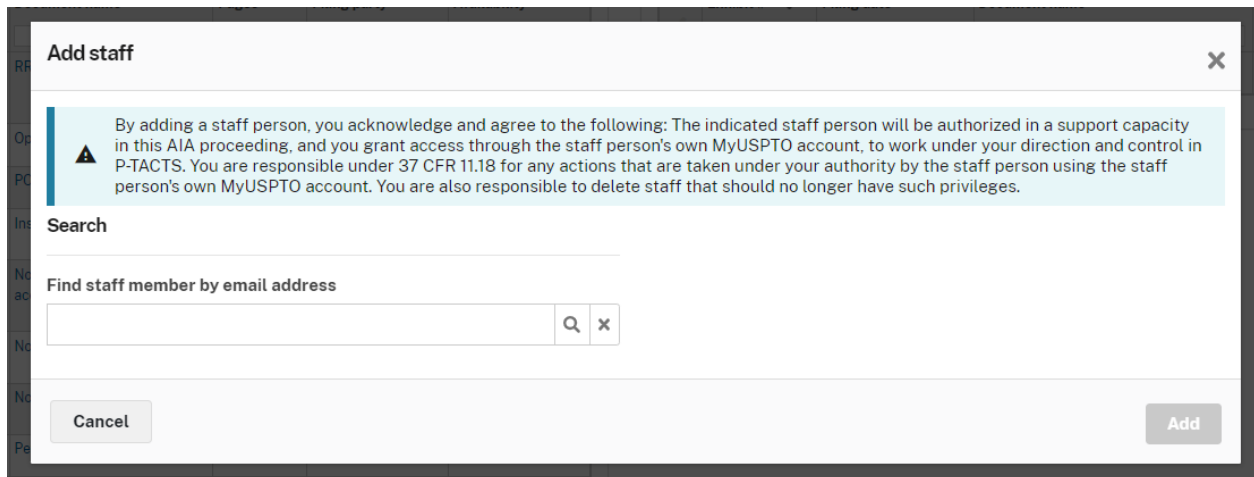 Add staff
By adding a staff person, you acknowledge and agree to the following: The indicated staff person will be authorized in a support capacity
in this AIA proceeding, and you grant access through the staff person's own MyUSPTO account, to work under your direction and control in
P-TACTS. You are responsible under 37 CFR 11.18 for any actions that are taken under your authority by the staff person using the staff
person's own MyUSPTO account. You are also responsible to delete staff that should no longer have such privileges.
Search
Find staff member by email address
Cancel
Add